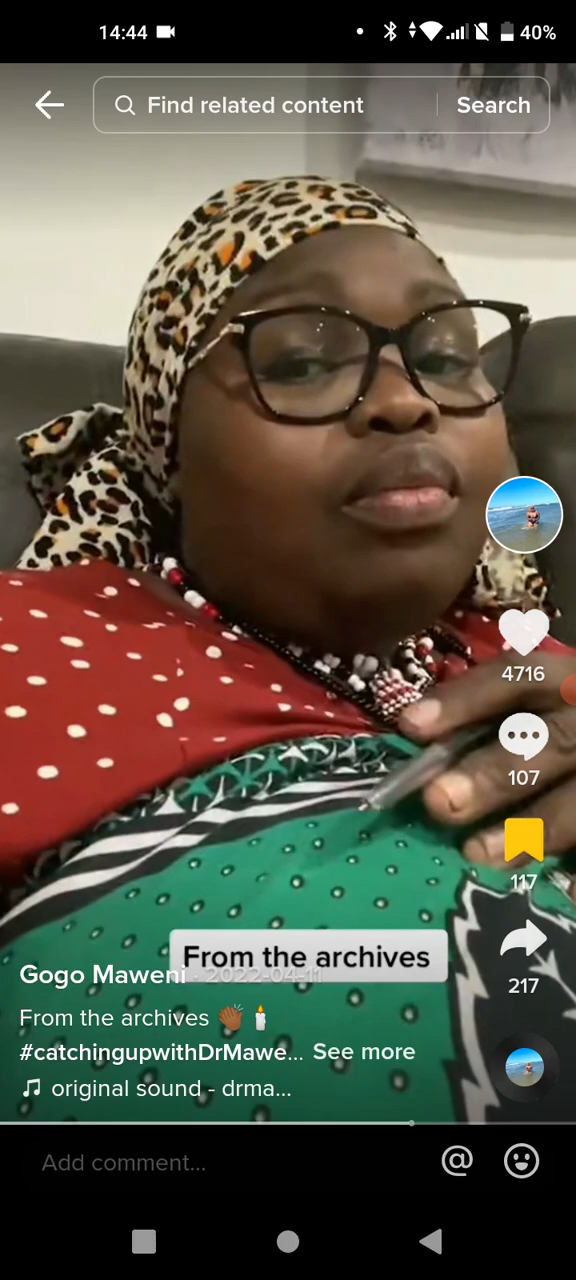 14:44
40%
Find related content
Search
4716
107
117
217
From the archives
Gogo Maweni · 2022-04-11
From the archives 👏🏾🕯️
#catchingupwithDrMawe... See more
original sound - drma...
Add comment...